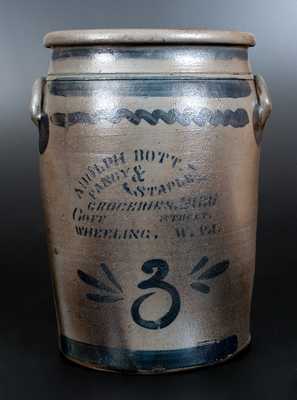 ADOLPH BOTT.
FANCY &
& STAPLE
GROCERIES.
STREET.
WHEELING, W. VA
3